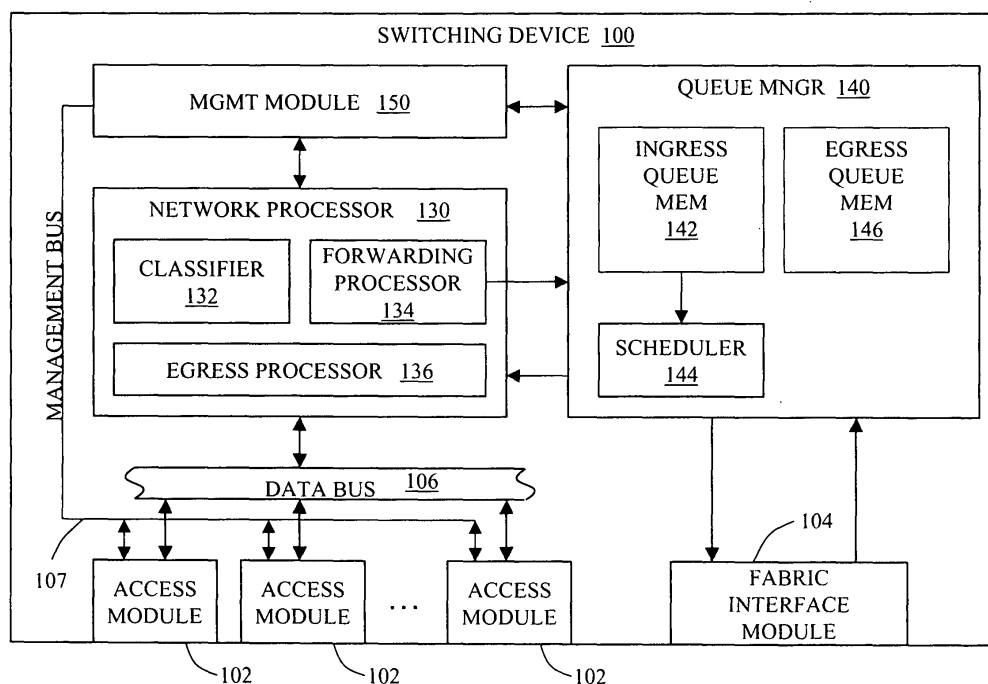 SWITCHING DEVICE 100
MGMT MODULE 150
QUEUE MNGR 140
INGRESS
QUEUE
MEM
142
EGRESS
QUEUE
MEM
146
NETWORK PROCESSOR 130
CLASSIFIER
132
FORWARDING
PROCESSOR
134
SCHEDULER
144
EGRESS PROCESSOR 136
MANAGEMENT BUS
DATA BUS 106
104
107
ACCESS
MODULE
ACCESS
MODULE
...
ACCESS
MODULE
FABRIC
INTERFACE
MODULE
102
102
102